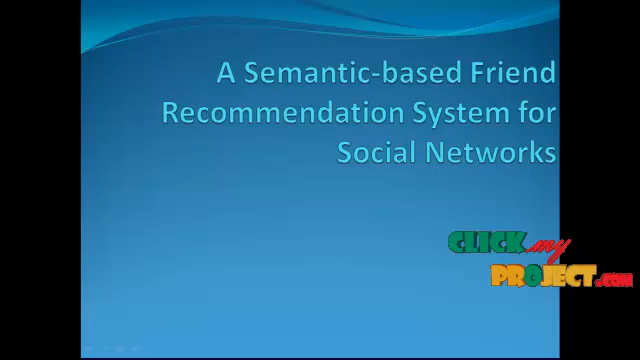 A Semantic-based Friend
Recommendation System for
Social Networks
CLICK my
PROJECT.com